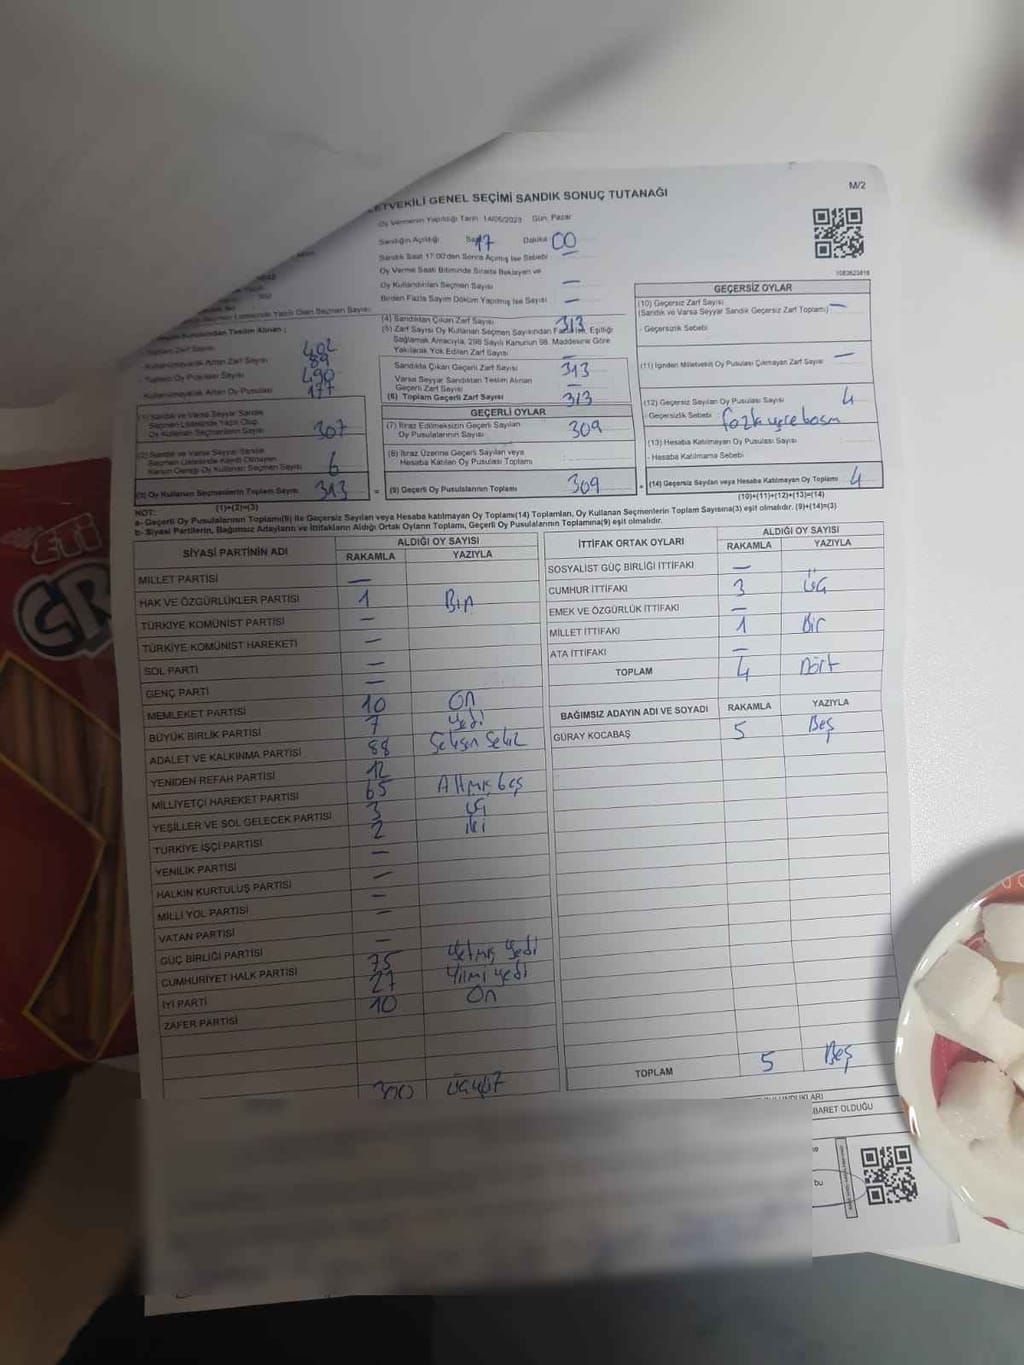 ETVEKİLİ GENEL SEÇİMİ SANDIK SONUÇ TUTANAĞI
M/2
Oy Vermenin Yapıldığı Tarih 14/05/2023 Gün Pazar
Sandığın Açıldığı Saat 17 Dakika 00
Sandık Saat 17:00'den Sonra Açılmış İse Sebebi
Oy Verme Saati Bitiminde Sırada Bekleyen ve
Oy Kullandırılan Seçmen Sayısı —
Birden Fazla Sayım Döküm Yapılmış İse Sayısı —
Toplam Zarf Sayısı 402
Kullanılmayarak Artan Zarf Sayısı 89
Toplam Oy Pusulası Sayısı 490
Kullanılmayarak Artan Oy Pusulası 177
(1) Sandık ve Varsa Seyyar Sandık
Seçmen Listesinde Yazılı Olup
Oy Kullanan Seçmenlerin Sayısı 307
(2) Sandık ve Varsa Seyyar Sandık
Seçmen Listesinde Kaydı Olmayan
Kanun Gereği Oy Kullanan Seçmen Sayısı 6
(3) Oy Kullanan Seçmenlerin Toplam Sayısı 313
(1)+(2)=(3)
(4) Sandıktan Çıkan Zarf Sayısı 313
(5) Zarf Sayısı Oy Kullanan Seçmen Sayısından Fazla İse, Eşitliği
Sağlamak Amacıyla, 298 Sayılı Kanunun 98. Maddesine Göre
Yakılarak Yok Edilen Zarf Sayısı —
Sandıkta Çıkan Geçerli Zarf Sayısı 313
Varsa Seyyar Sandıktan Teslim Alınan
Geçerli Zarf Sayısı —
(6) Toplam Geçerli Zarf Sayısı 313
GEÇERLİ OYLAR
(7) İtiraz Edilmeksizin Geçerli Sayılan
Oy Pusulalarının Sayısı 309
(8) İtiraz Üzerine Geçerli Sayılan veya
Hesaba Katılan Oy Pusulası Toplamı
= (9) Geçerli Oy Pusulalarının Toplamı 309
GEÇERSİZ OYLAR
(10) Geçersiz Zarf Sayısı
(Sandık ve Varsa Seyyar Sandık Geçersiz Zarf Toplamı) —
- Geçersizlik Sebebi
(11) İçinden Milletvekili Oy Pusulası Çıkmayan Zarf Sayısı —
(12) Geçersiz Sayılan Oy Pusulası Sayısı 4
- Geçersizlik Sebebi
(13) Hesaba Katılmayan Oy Pusulası Sayısı
- Hesaba Katılmama Sebebi
+ (14) Geçersiz Sayılan veya Hesaba Katılmayan Oy Toplamı 4
(10)+(11)+(12)+(13)=(14)
NOT:
a- Geçerli Oy Pusulalarının Toplamı(9) ile Geçersiz Sayılan veya Hesaba Katılmayan Oy Toplamı(14) Toplamları, Oy Kullanan Seçmenlerin Toplam Sayısına(3) eşit olmalıdır. (9)+(14)=(3)
b- Siyasi Partilerin, Bağımsız Adayların ve İttifakların Aldığı Ortak Oyların Toplamı, Geçerli Oy Pusulalarının Toplamına(9) eşit olmalıdır.
SİYASİ PARTİNİN ADI ALDIĞI OY SAYISI
RAKAMLA YAZIYLA
MİLLET PARTİSİ —
HAK VE ÖZGÜRLÜKLER PARTİSİ 1 Bir
TÜRKİYE KOMÜNİST PARTİSİ —
TÜRKİYE KOMÜNİST HAREKETİ —
SOL PARTİ —
GENÇ PARTİ —
MEMLEKET PARTİSİ 10 On
BÜYÜK BİRLİK PARTİSİ 7 Yedi
ADALET VE KALKINMA PARTİSİ 88 Seksen Sekiz
YENİDEN REFAH PARTİSİ 12
MİLLİYETÇİ HAREKET PARTİSİ 65 Altmış beş
YEŞİLLER VE SOL GELECEK PARTİSİ 3 Üç
TÜRKİYE İŞÇİ PARTİSİ 2 iki
YENİLİK PARTİSİ —
HALKIN KURTULUŞ PARTİSİ —
MİLLİ YOL PARTİSİ —
VATAN PARTİSİ —
GÜÇ BİRLİĞİ PARTİSİ —
CUMHURİYET HALK PARTİSİ 75 Yetmiş Yedi
İYİ PARTİ 27 Yirmi yedi
ZAFER PARTİSİ 10 On
300 Üçyüz
İTTİFAK ORTAK OYLARI ALDIĞI OY SAYISI
RAKAMLA YAZIYLA
SOSYALİST GÜÇ BİRLİĞİ İTTİFAKI —
CUMHUR İTTİFAKI 3 Üç
EMEK VE ÖZGÜRLÜK İTTİFAKI —
MİLLET İTTİFAKI 1 Bir
ATA İTTİFAKI —
TOPLAM 4 Dört
BAĞIMSIZ ADAYIN ADI VE SOYADI RAKAMLA YAZIYLA
GÜRAY KOCABAŞ 5 Beş
TOPLAM 5 Beş
BARET OLDUĞU
bu
ETİ
CR